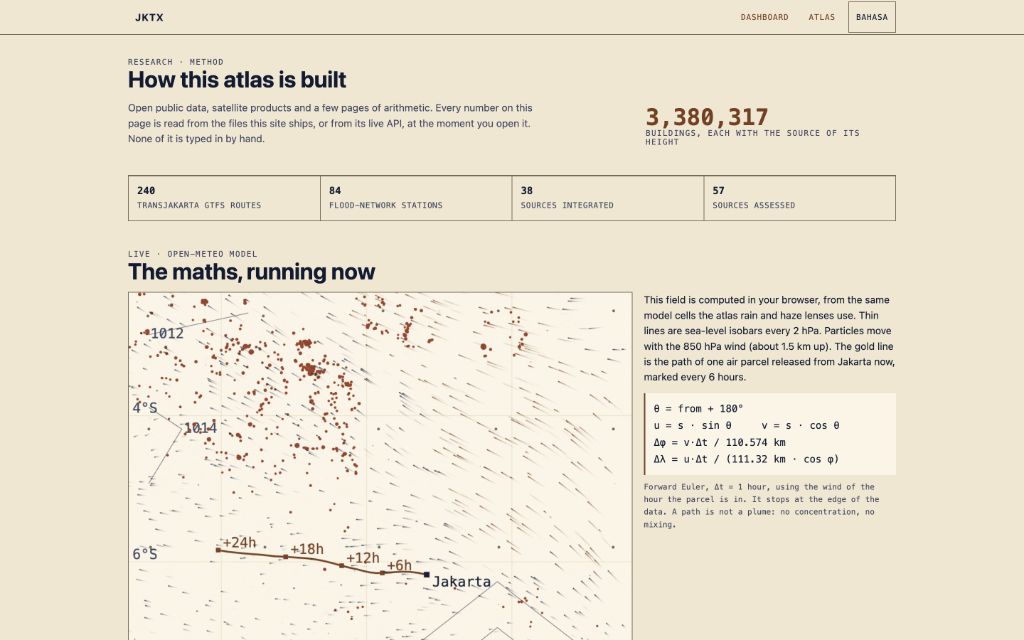 JKTX
DASHBOARD ATLAS BAHASA
RESEARCH · METHOD
How this atlas is built
Open public data, satellite products and a few pages of arithmetic. Every number on this
page is read from the files this site ships, or from its live API, at the moment you open it.
None of it is typed in by hand.
3,380,317
BUILDINGS, EACH WITH THE SOURCE OF ITS
HEIGHT
240
TRANSJAKARTA GTFS ROUTES
84
FLOOD-NETWORK STATIONS
38
SOURCES INTEGRATED
57
SOURCES ASSESSED
LIVE · OPEN-METEO MODEL
The maths, running now
1012
4°S
1014
6°S
+24h
+18h
+12h
+6h
Jakarta
This field is computed in your browser, from the same
model cells the atlas rain and haze lenses use. Thin
lines are sea-level isobars every 2 hPa. Particles move
with the 850 hPa wind (about 1.5 km up). The gold line
is the path of one air parcel released from Jakarta now,
marked every 6 hours.
θ = from + 180°
u = s · sin θ v = s · cos θ
Δφ = v·Δt / 110.574 km
Δλ = u·Δt / (111.32 km · cos φ)
Forward Euler, Δt = 1 hour, using the wind of the
hour the parcel is in. It stops at the edge of the
data. A path is not a plume: no concentration, no
mixing.